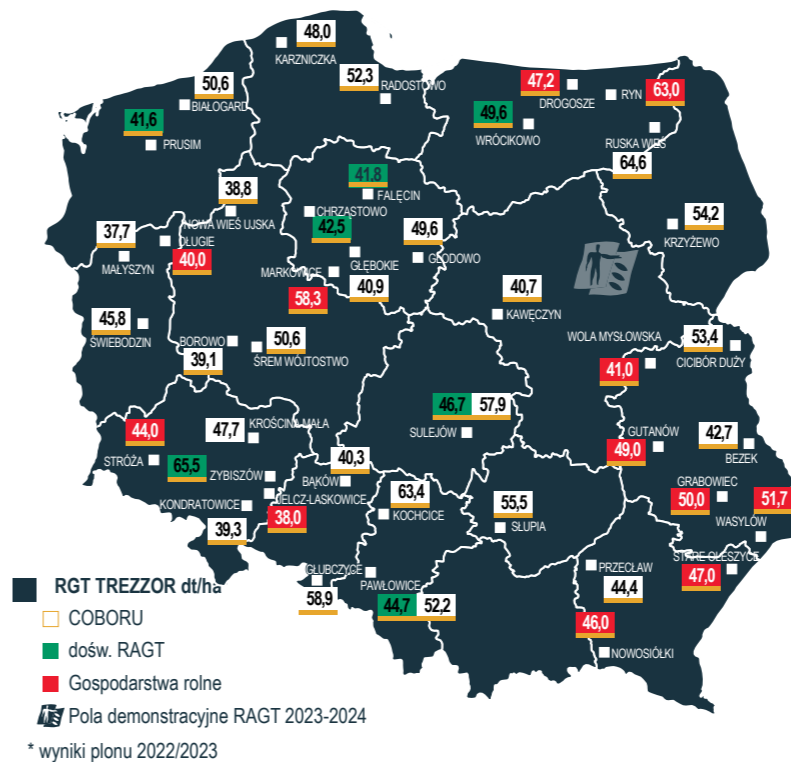 48,0
KARZNICZKA
52,3
RADOSTOWO
50,6
BIAŁOGARD
41,6
PRUSIM
47,2
DROGOSZE
RYN
63,0
49,6
WRÓCIKOWO
RUSKA WIEŚ
64,6
38,8
NOWA WIEŚ UJSKA
41,8
FALĘCIN
CHRZĄSTOWO
42,5
49,6
GŁODOWO
54,2
KRZYŻEWO
37,7
MAŁYSZYN
DŁUGIE
40,0
MARKOWICE
GŁĘBOKIE
58,3
40,9
40,7
KAWĘCZYN
45,8
ŚWIEBODZIN
BOROWO
39,1
50,6
ŚREM WÓJTOSTWO
WOLA MYSŁOWSKA
41,0
53,4
CICIBÓR DUŻY
46,7 57,9
SULEJÓW
44,0
STRÓŻA
47,7
KROŚCINA MAŁA
GUTANÓW
49,0
42,7
BEZEK
65,5
ZYBISZÓW
KONDRATOWICE
JELCZ-LASKOWICE
39,3
38,0
40,3
BĄKÓW
63,4
KOCHCICE
55,5
SŁUPIA
GRABOWIEC
50,0
51,7
WASYLÓW
GŁUBCZYCE
58,9
PAWŁOWICE
44,7 52,2
PRZECŁAW
44,4
STARE OLESZYCE
47,0
46,0
NOWOSIÓŁKI
RGT TREZZOR dt/ha
COBORU
dośw. RAGT
Gospodarstwa rolne
Pola demonstracyjne RAGT 2023-2024
* wyniki plonu 2022/2023